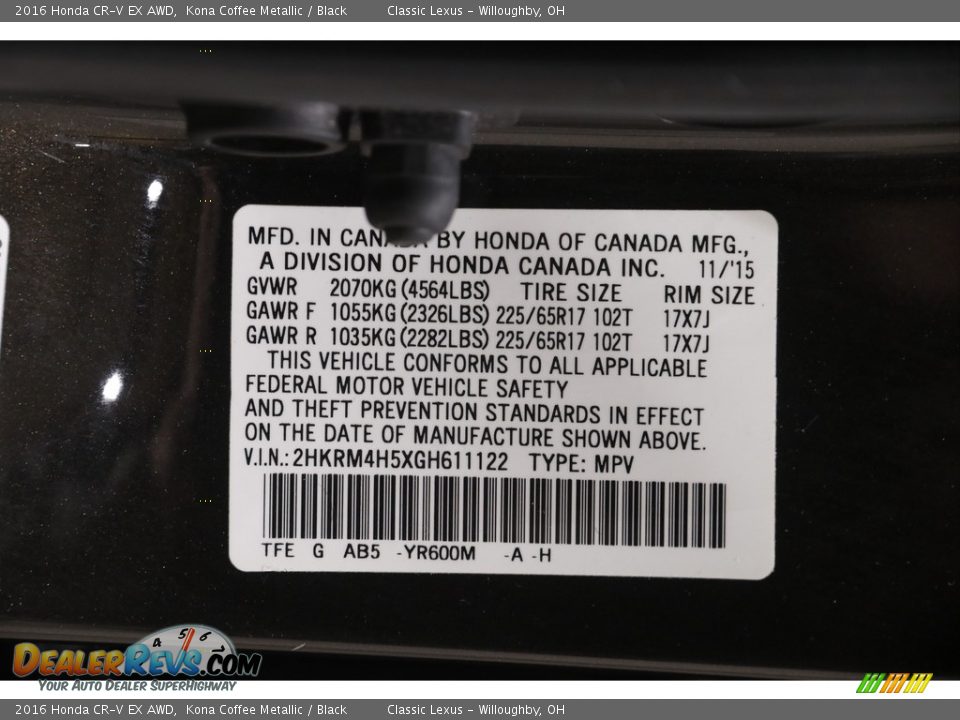 2016 Honda CR-V EX AWD, Kona Coffee Metallic / Black Classic Lexus - Willoughby, OH
MFD. IN CANADA BY HONDA OF CANADA MFG.,
A DIVISION OF HONDA CANADA INC. 11/'15
GVWR 2070KG(4564LBS) TIRE SIZE RIM SIZE
GAWR F 1055KG(2326LBS) 225/65R17 102T 17X7J
GAWR R 1035KG(2282LBS) 225/65R17 102T 17X7J
THIS VEHICLE CONFORMS TO ALL APPLICABLE
FEDERAL MOTOR VEHICLE SAFETY
AND THEFT PREVENTION STANDARDS IN EFFECT
ON THE DATE OF MANUFACTURE SHOWN ABOVE.
V.I.N.: 2HKRM4H5XGH611122 TYPE: MPV
TFE G AB5 -YR600M -A -H
4 5 6 7
DEALERREVS.COM
YOUR AUTO DEALER SUPERHIGHWAY
2016 Honda CR-V EX AWD, Kona Coffee Metallic / Black Classic Lexus - Willoughby, OH